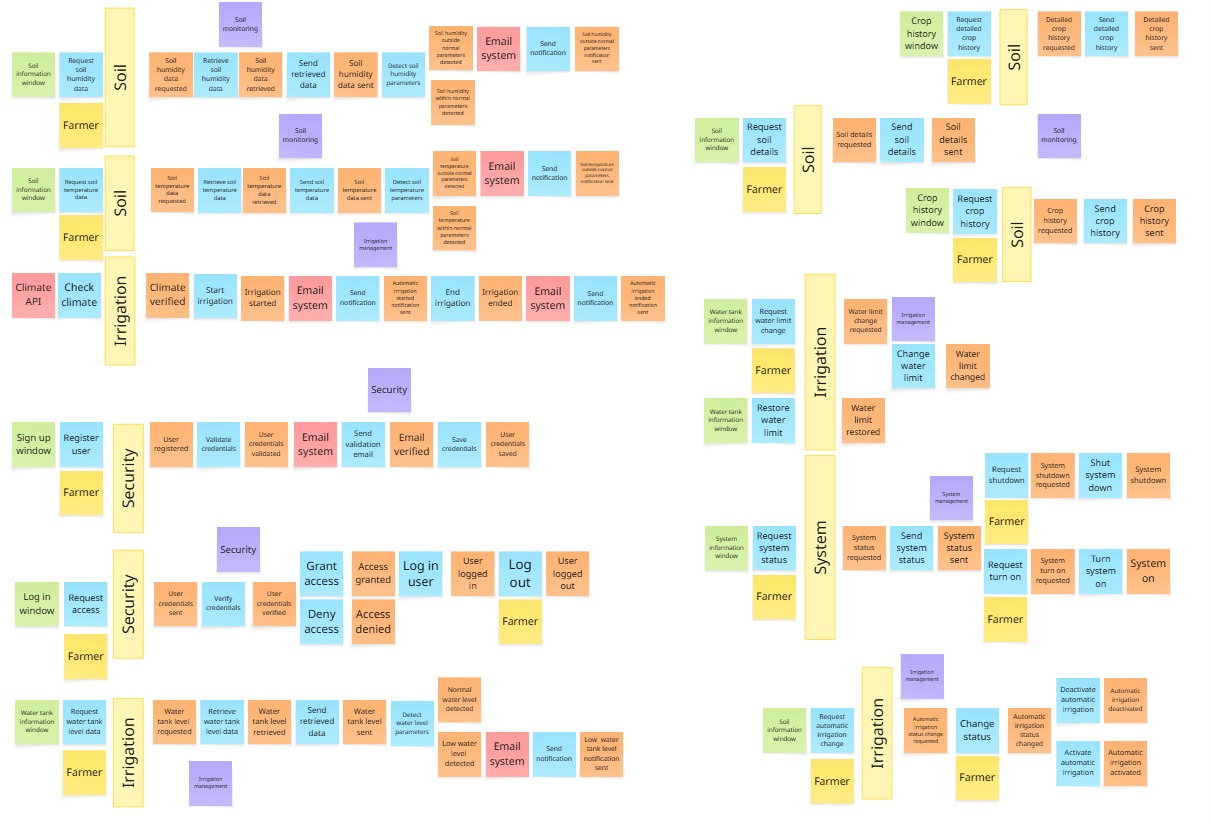 Soil
monitoring
Soil
information
window
Request
soil
humidity
data
Farmer
Soil
Soil
humidity
data
requested
Retrieve
soil
humidity
data
Soil
humidity
data
retrieved
Send
retrieved
data
Soil
humidity
data sent
Detect soil
humidity
parameters
Soil humidity
outside
normal
parameters
detected
Email
system
Send
notification
Soil humidity
outside normal
parameters
notification
sent
Soil
humidity
within normal
parameters
detected
Soil
monitoring
Soil
information
window
Request soil
temperature
data
Farmer
Soil
Soil
temperature
data
requested
Retrieve soil
temperature
data
Soil
temperature
data
retrieved
Send soil
temperature
data
Soil
temperature
data sent
Detect soil
temperature
parameters
Soil
temperature
outside normal
parameters
detected
Email
system
Send
notification
Soil temperature
outside normal
parameters
notification sent
Soil
temperature
within normal
parameters
detected
Irrigation
management
Climate
API
Check
climate
Irrigation
Climate
verified
Start
irrigation
Irrigation
started
Email
system
Send
notification
Automatic
irrigation
started
notification
sent
End
irrigation
Irrigation
ended
Email
system
Send
notification
Automatic
irrigation
ended
notification
sent
Security
Sign up
window
Register
user
Farmer
Security
User
registered
Validate
credentials
User
credentials
validated
Email
system
Send
validation
email
Email
verified
Save
credentials
User
credentials
saved
Security
Log in
window
Request
access
Farmer
Security
User
credentials
sent
Verify
credentials
User
credentials
verified
Grant
access
Access
granted
Log in
user
User
logged
in
Log
out
User
logged
out
Deny
access
Access
denied
Farmer
Water tank
information
window
Request
water tank
level data
Farmer
Irrigation
Water
tank level
requested
Retrieve
water tank
level data
Water
tank level
retrieved
Send
retrieved
data
Water
tank level
sent
Detect
water level
parameters
Normal
water level
detected
Low water
level
detected
Email
system
Send
notification
Low water
tank level
notification
sent
Irrigation
management
Crop
history
window
Request
detailed
crop
history
Farmer
Soil
Detailed
crop
history
requested
Send
detailed
crop
history
Detailed
crop
history
sent
Soil
information
window
Request
soil
details
Farmer
Soil
Soil details
requested
Send
soil
details
Soil
details
sent
Soil
monitoring
Crop
history
window
Request
crop
history
Farmer
Soil
Crop
history
requested
Send
crop
history
Crop
history
sent
Water tank
information
window
Request
water limit
change
Farmer
Irrigation
Water limit
change
requested
Irrigation
management
Change
water
limit
Water
limit
changed
Water tank
information
window
Restore
water
limit
Water
limit
restored
System
information
window
Request
system
status
Farmer
System
System
status
requested
Send
system
status
System
status
sent
System
management
Request
shutdown
System
shutdown
requested
Shut
system
down
System
shutdown
Farmer
Request
turn on
System
turn on
requested
Turn
system
on
System
on
Farmer
Irrigation
management
Soil
information
window
Request
automatic
irrigation
change
Farmer
Irrigation
Automatic
irrigation
status change
requested
Change
status
Farmer
Automatic
irrigation
status
changed
Deactivate
automatic
irrigation
Automatic
irrigation
deactivated
Activate
automatic
irrigation
Automatic
irrigation
activated